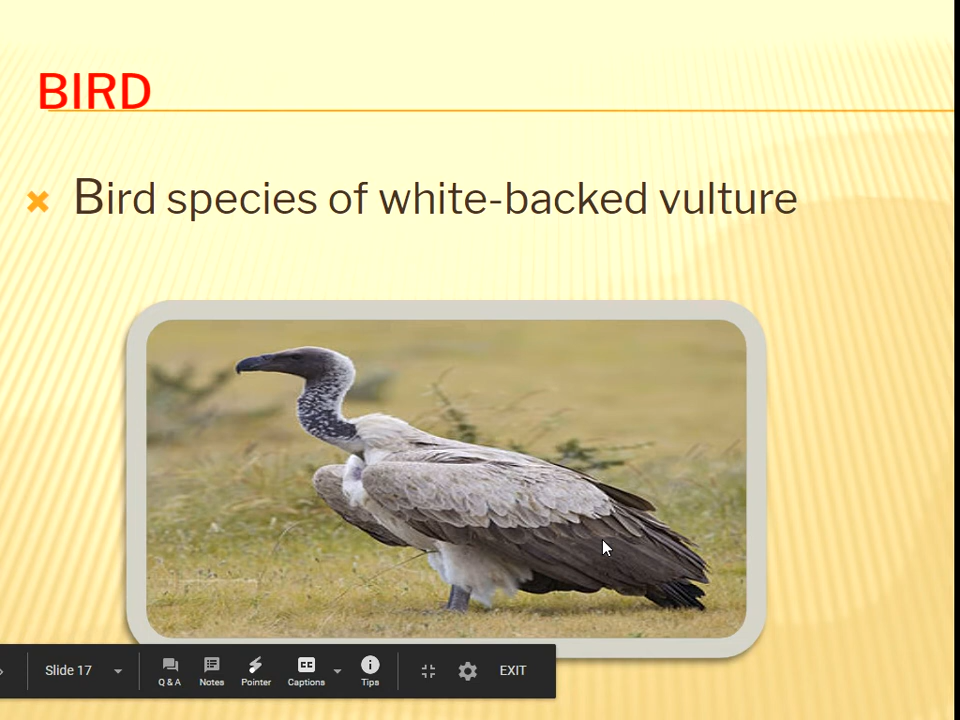 BIRD
Bird species of white-backed vulture
Slide 17
Q & A Notes Pointer Captions Tips EXIT